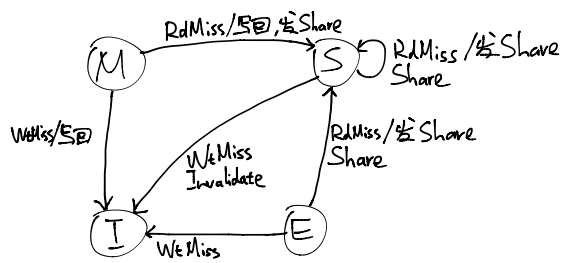 RdMiss/写回,发Share
M
S
RdMiss/发Share
Share
WtMiss/写回
RdMiss/发Share
Share
WtMiss
Invalidate
I
E
WtMiss